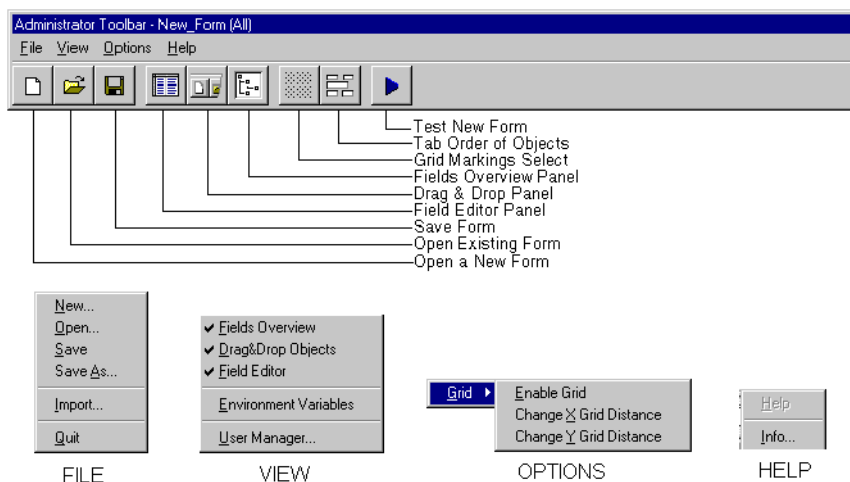 Administrator Toolbar - New_Form (All)
File View Options Help
Test New Form
Tab Order of Objects
Grid Markings Select
Fields Overview Panel
Drag & Drop Panel
Field Editor Panel
Save Form
Open Existing Form
Open a New Form
New...
Open...
Save
Save As...
Import...
Quit
FILE
✔ Fields Overview
✔ Drag&Drop Objects
✔ Field Editor
Environment Variables
User Manager...
VIEW
Grid
Enable Grid
Change X Grid Distance
Change Y Grid Distance
OPTIONS
Help
Info...
HELP